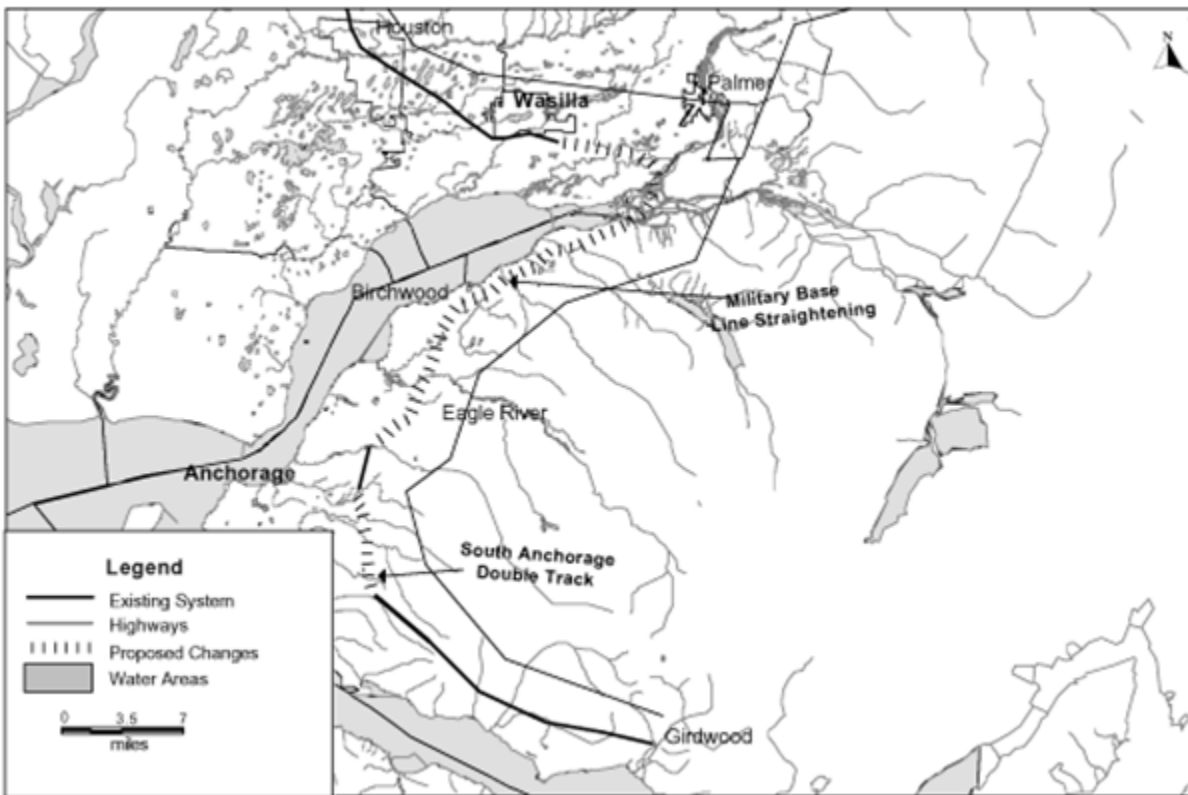 Houston
N
Palmer
Wasilla
Birchwood
Military Base
Line Straightening
Eagle River
Anchorage
South Anchorage
Double Track
Legend
Existing System
Highways
Proposed Changes
Water Areas
0 3.5 7
miles
Girdwood